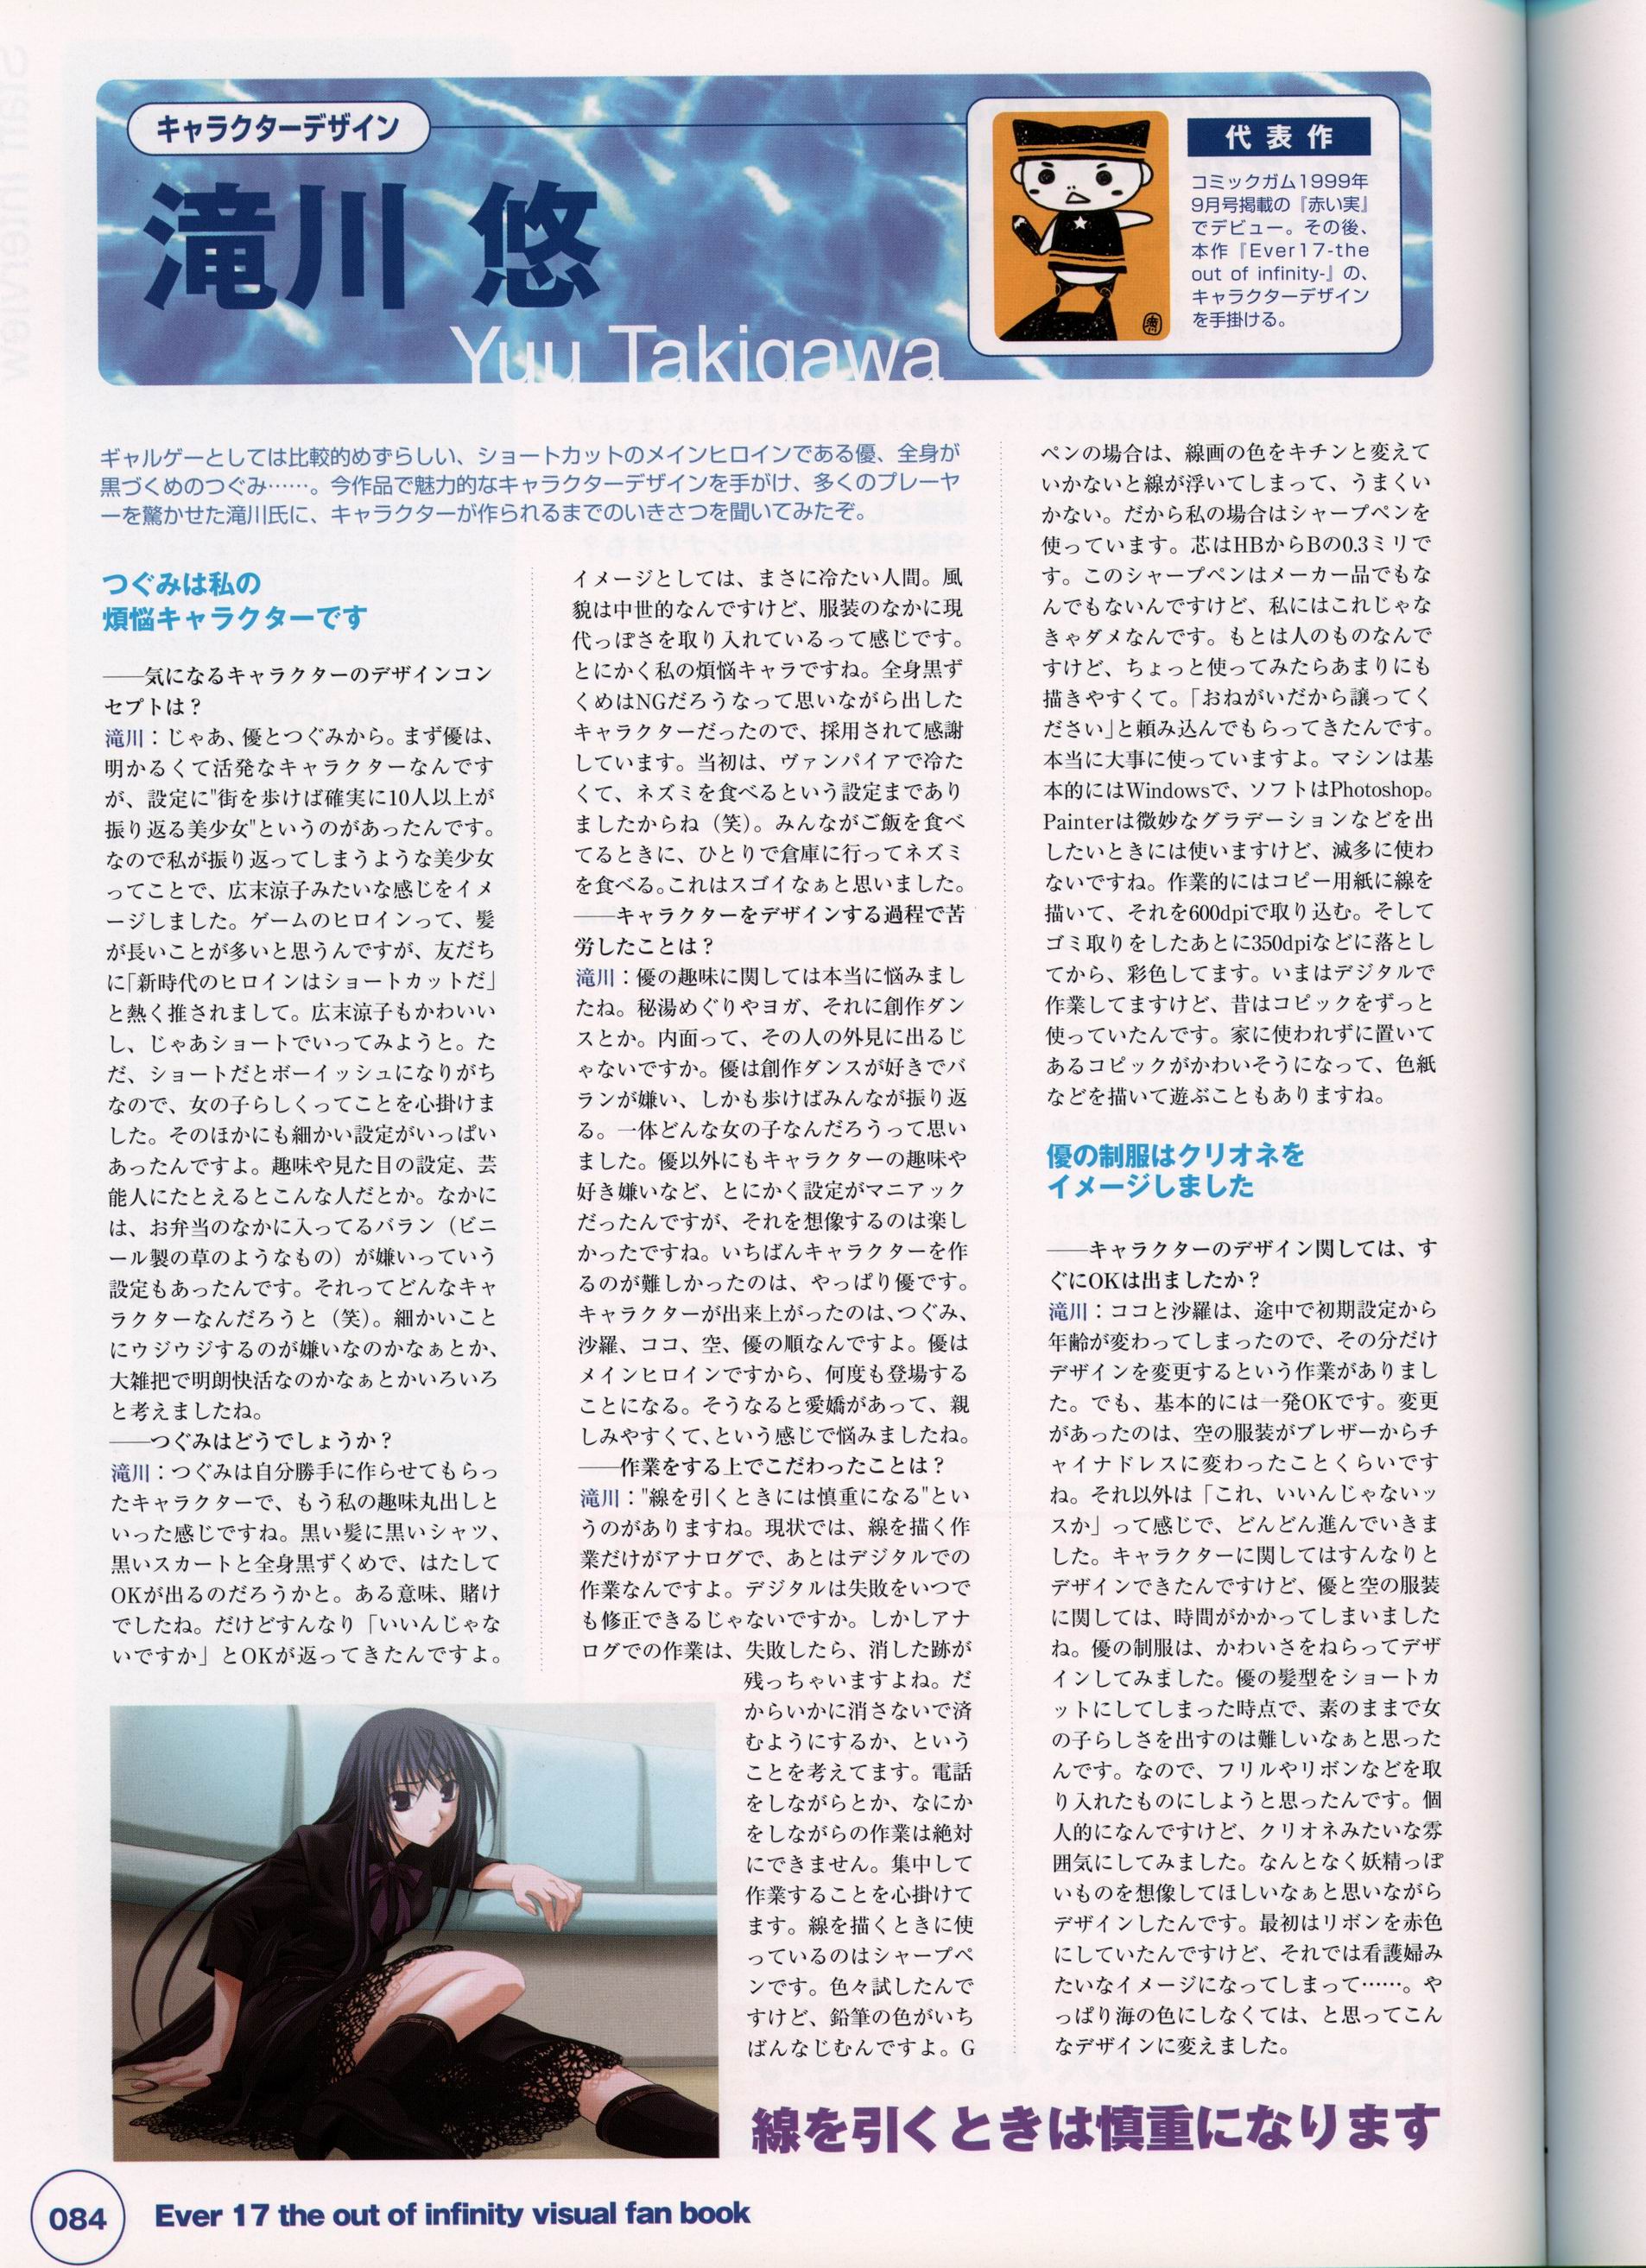 キャラクターデザイン
滝川 悠
Yuu Takigawa
代表作
コミックガム1999年
9月号掲載の『赤い実』
でデビュー。その後、
本作『Ever17-the
out of infinity-』の、
キャラクターデザイン
を手掛ける。
ギャルゲーとしては比較的めずらしい、ショートカットのメインヒロインである優、全身が
黒づくめのつぐみ……。今作品で魅力的なキャラクターデザインを手がけ、多くのプレーヤ
ーを驚かせた滝川氏に、キャラクターが作られるまでのいきさつを聞いてみたぞ。
つぐみは私の
煩悩キャラクターです
――気になるキャラクターのデザインコン
セプトは？
滝川：じゃあ、優とつぐみから。まず優は、
明かるくて活発なキャラクターなんです
が、設定に"街を歩けば確実に10人以上が
振り返る美少女"というのがあったんです。
なので私が振り返ってしまうような美少女
ってことで、広末涼子みたいな感じをイメ
ージしました。ゲームのヒロインって、髪
が長いことが多いと思うんですが、友だち
に「新時代のヒロインはショートカットだ」
と熱く推されまして。広末涼子もかわいい
し、じゃあショートでいってみようと。た
だ、ショートだとボーイッシュになりがち
なので、女の子らしくってことを心掛けま
した。そのほかにも細かい設定がいっぱい
あったんですよ。趣味や見た目の設定、芸
能人にたとえるとこんな人だとか。なかに
は、お弁当のなかに入ってるバラン（ビニ
ール製の草のようなもの）が嫌いっていう
設定もあったんです。それってどんなキャ
ラクターなんだろうと（笑）。細かいこと
にウジウジするのが嫌いなのかなぁとか、
大雑把で明朗快活なのかなぁとかいろいろ
と考えましたね。
――つぐみはどうでしょうか？
滝川：つぐみは自分勝手に作らせてもらっ
たキャラクターで、もう私の趣味丸出しと
いった感じですね。黒い髪に黒いシャツ、
黒いスカートと全身黒ずくめで、はたして
OKが出るのだろうかと。ある意味、賭け
でしたね。だけどすんなり「いいんじゃな
いですか」とOKが返ってきたんですよ。
イメージとしては、まさに冷たい人間。風
貌は中世的なんですけど、服装のなかに現
代っぽさを取り入れているって感じです。
とにかく私の煩悩キャラですね。全身黒ず
くめはNGだろうなって思いながら出した
キャラクターだったので、採用されて感謝
しています。当初は、ヴァンパイアで冷た
くて、ネズミを食べるという設定まであり
ましたからね（笑）。みんながご飯を食べ
てるときに、ひとりで倉庫に行ってネズミ
を食べる。これはスゴイなぁと思いました。
――キャラクターをデザインする過程で苦
労したことは？
滝川：優の趣味に関しては本当に悩みまし
たね。秘湯めぐりやヨガ、それに創作ダン
スとか。内面って、その人の外見に出るじ
ゃないですか。優は創作ダンスが好きでバ
ランが嫌い、しかも歩けばみんなが振り返
る。一体どんな女の子なんだろうって思い
ました。優以外にもキャラクターの趣味や
好き嫌いなど、とにかく設定がマニアック
だったんですが、それを想像するのは楽し
かったですね。いちばんキャラクターを作
るのが難しかったのは、やっぱり優です。
キャラクターが出来上がったのは、つぐみ、
沙羅、ココ、空、優の順なんですよ。優は
メインヒロインですから、何度も登場する
ことになる。そうなると愛嬌があって、親
しみやすくて、という感じで悩みましたね。
――作業をする上でこだわったことは？
滝川："線を引くときには慎重になる"とい
うのがありますね。現状では、線を描く作
業だけがアナログで、あとはデジタルでの
作業なんですよ。デジタルは失敗をいつで
も修正できるじゃないですか。しかしアナ
ログでの作業は、失敗したら、消した跡が
残っちゃいますよね。だ
からいかに消さないで済
むようにするか、という
ことを考えてます。電話
をしながらとか、なにか
をしながらの作業は絶対
にできません。集中して
作業することを心掛けて
ます。線を描くときに使
っているのはシャープペ
ンです。色々試したんで
すけど、鉛筆の色がいち
ばんなじむんですよ。G
ペンの場合は、線画の色をキチンと変えて
いかないと線が浮いてしまって、うまくい
かない。だから私の場合はシャープペンを
使っています。芯はHBからBの0.3ミリで
す。このシャープペンはメーカー品でもな
んでもないんですけど、私にはこれじゃな
きゃダメなんです。もとは人のものなんで
すけど、ちょっと使ってみたらあまりにも
描きやすくて。「おねがいだから譲ってく
ださい」と頼み込んでもらってきたんです。
本当に大事に使っていますよ。マシンは基
本的にはWindowsで、ソフトはPhotoshop。
Painterは微妙なグラデーションなどを出
したいときには使いますけど、滅多に使わ
ないですね。作業的にはコピー用紙に線を
描いて、それを600dpiで取り込む。そして
ゴミ取りをしたあとに350dpiなどに落とし
てから、彩色してます。いまはデジタルで
作業してますけど、昔はコピックをずっと
使っていたんです。家に使われずに置いて
あるコピックがかわいそうになって、色紙
などを描いて遊ぶこともありますね。
優の制服はクリオネを
イメージしました
――キャラクターのデザイン関しては、す
ぐにOKは出ましたか？
滝川：ココと沙羅は、途中で初期設定から
年齢が変わってしまったので、その分だけ
デザインを変更するという作業がありまし
た。でも、基本的には一発OKです。変更
があったのは、空の服装がブレザーからチ
ャイナドレスに変わったことくらいです
ね。それ以外は「これ、いいんじゃないッ
スか」って感じで、どんどん進んでいきま
した。キャラクターに関してはすんなりと
デザインできたんですけど、優と空の服装
に関しては、時間がかかってしまいました
ね。優の制服は、かわいさをねらってデザ
インしてみました。優の髪型をショートカ
ットにしてしまった時点で、素のままで女
の子らしさを出すのは難しいなぁと思った
んです。なので、フリルやリボンなどを取
り入れたものにしようと思ったんです。個
人的になんですけど、クリオネみたいな雰
囲気にしてみました。なんとなく妖精っぽ
いものを想像してほしいなぁと思いながら
デザインしたんです。最初はリボンを赤色
にしていたんですけど、それでは看護婦み
たいなイメージになってしまって……。や
っぱり海の色にしなくては、と思ってこん
なデザインに変えました。
線を引くときは慎重になります
084
Ever 17 the out of infinity visual fan book